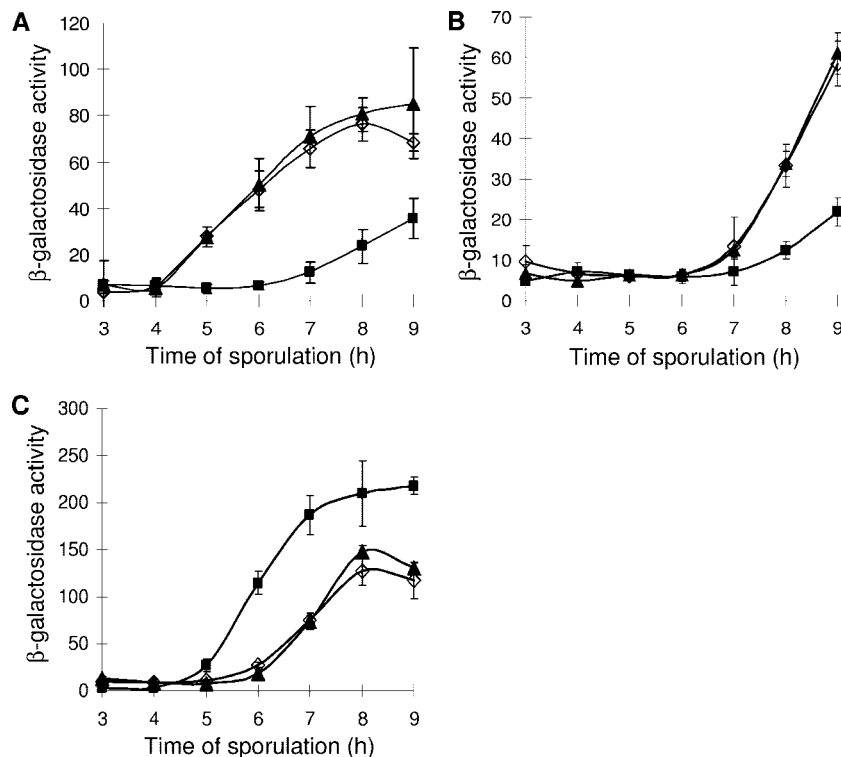 A
β-galactosidase activity
120
100
80
60
40
20
0
3 4 5 6 7 8 9
Time of sporulation (h)
B
β-galactosidase activity
70
60
50
40
30
20
10
0
3 4 5 6 7 8 9
Time of sporulation (h)
C
β-galactosidase activity
300
250
200
150
100
50
0
3 4 5 6 7 8 9
Time of sporulation (h)